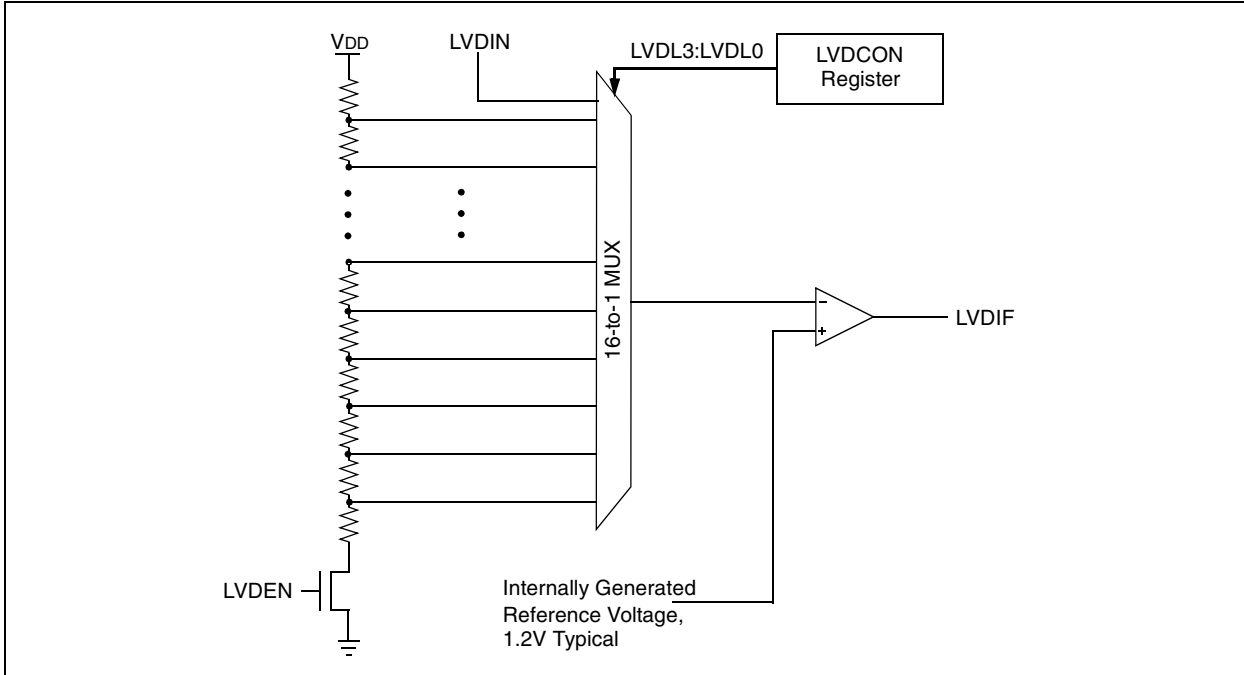 VDD
LVDIN
LVDL3:LVDL0
LVDCON
Register
16-to-1 MUX
–
+
LVDIF
LVDEN
Internally Generated
Reference Voltage,
1.2V Typical